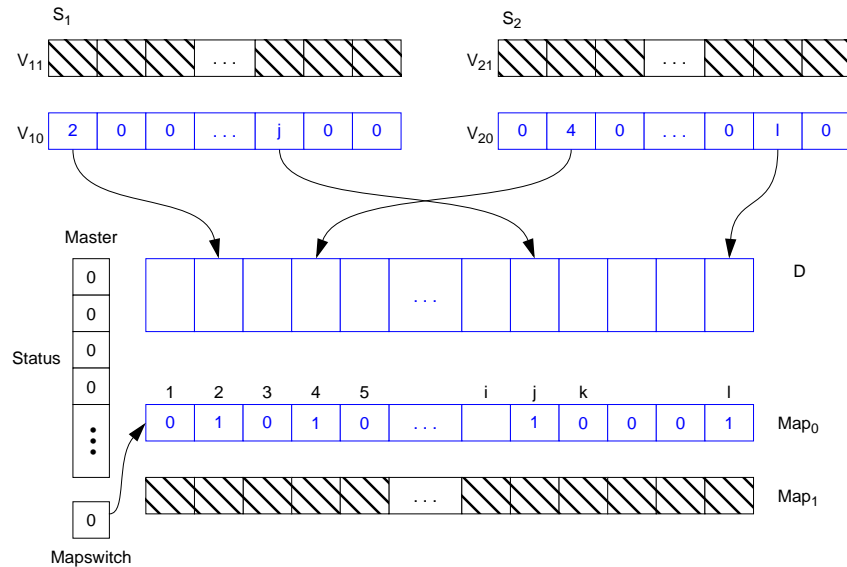 S1 S2
V11 ... V21 ...
V10 2 0 0 ... j 0 0 V20 0 4 0 ... 0 l 0
Master
0 D
0 ...
Status 0
0 1 2 3 4 5 i j k l
0 1 0 1 0 ... 1 0 0 0 1 Map0
... Map1
0
Mapswitch